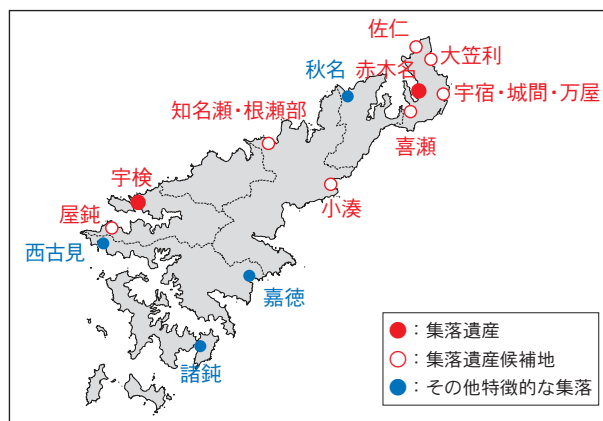 佐仁
大笠利
秋名
赤木名
宇宿・城間・万屋
知名瀬・根瀬部
喜瀬
宇検
小湊
屋鈍
西古見
嘉徳
諸鈍
：集落遺産
：集落遺産候補地
：その他特徴的な集落